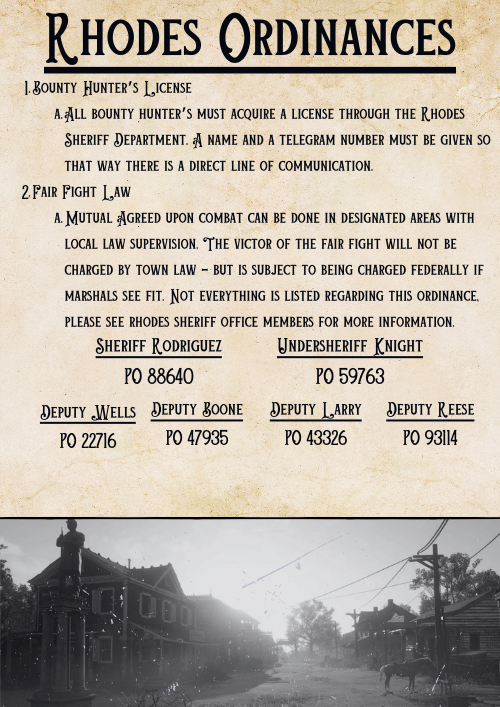 Rhodes Ordinances
1. Bounty Hunter's License
A. All bounty hunter's must acquire a license through the Rhodes
Sheriff Department. A name and a telegram number must be given so
that way there is a direct line of communication.
2. Fair Fight Law
A. Mutual Agreed upon combat can be done in designated areas with
local law supervision. The victor of the fair fight will not be
charged by town law - but is subject to being charged federally if
marshals see fit. Not everything is listed regarding this ordinance,
please see rhodes sheriff office members for more information.
Sheriff Rodriguez Undersheriff Knight
PO 88640 PO 59763
Deputy Wells Deputy Boone Deputy Larry Deputy Reese
PO 22716 PO 47935 PO 43326 PO 93114